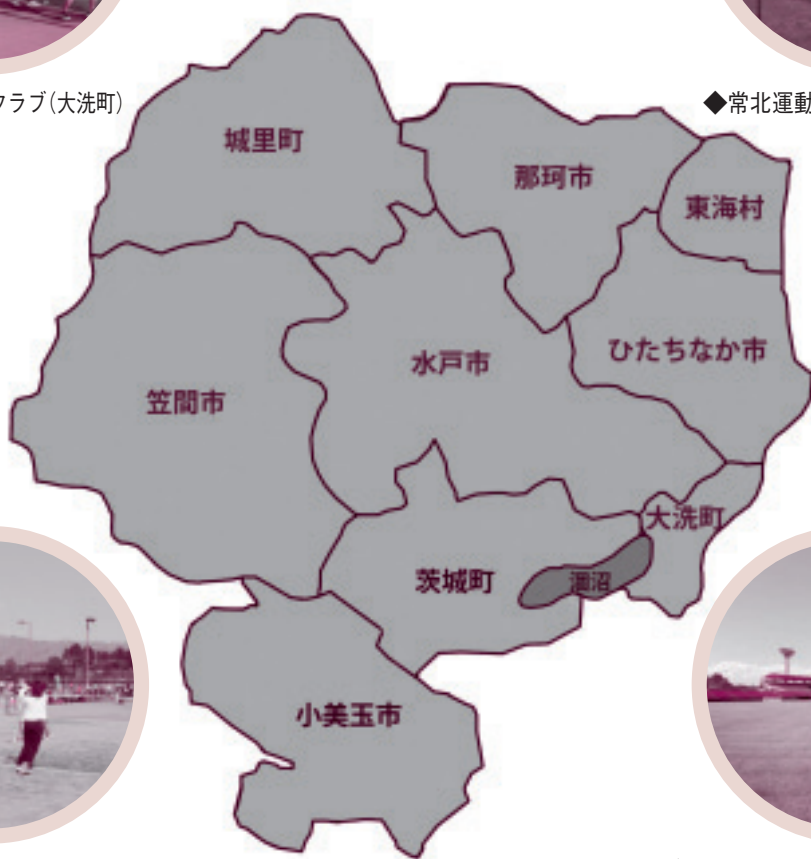 クラブ(大洗町)
◆常北運動
城里町
那珂市
東海村
ひたちなか市
水戸市
笠間市
大洗町
茨城町
涸沼
小美玉市